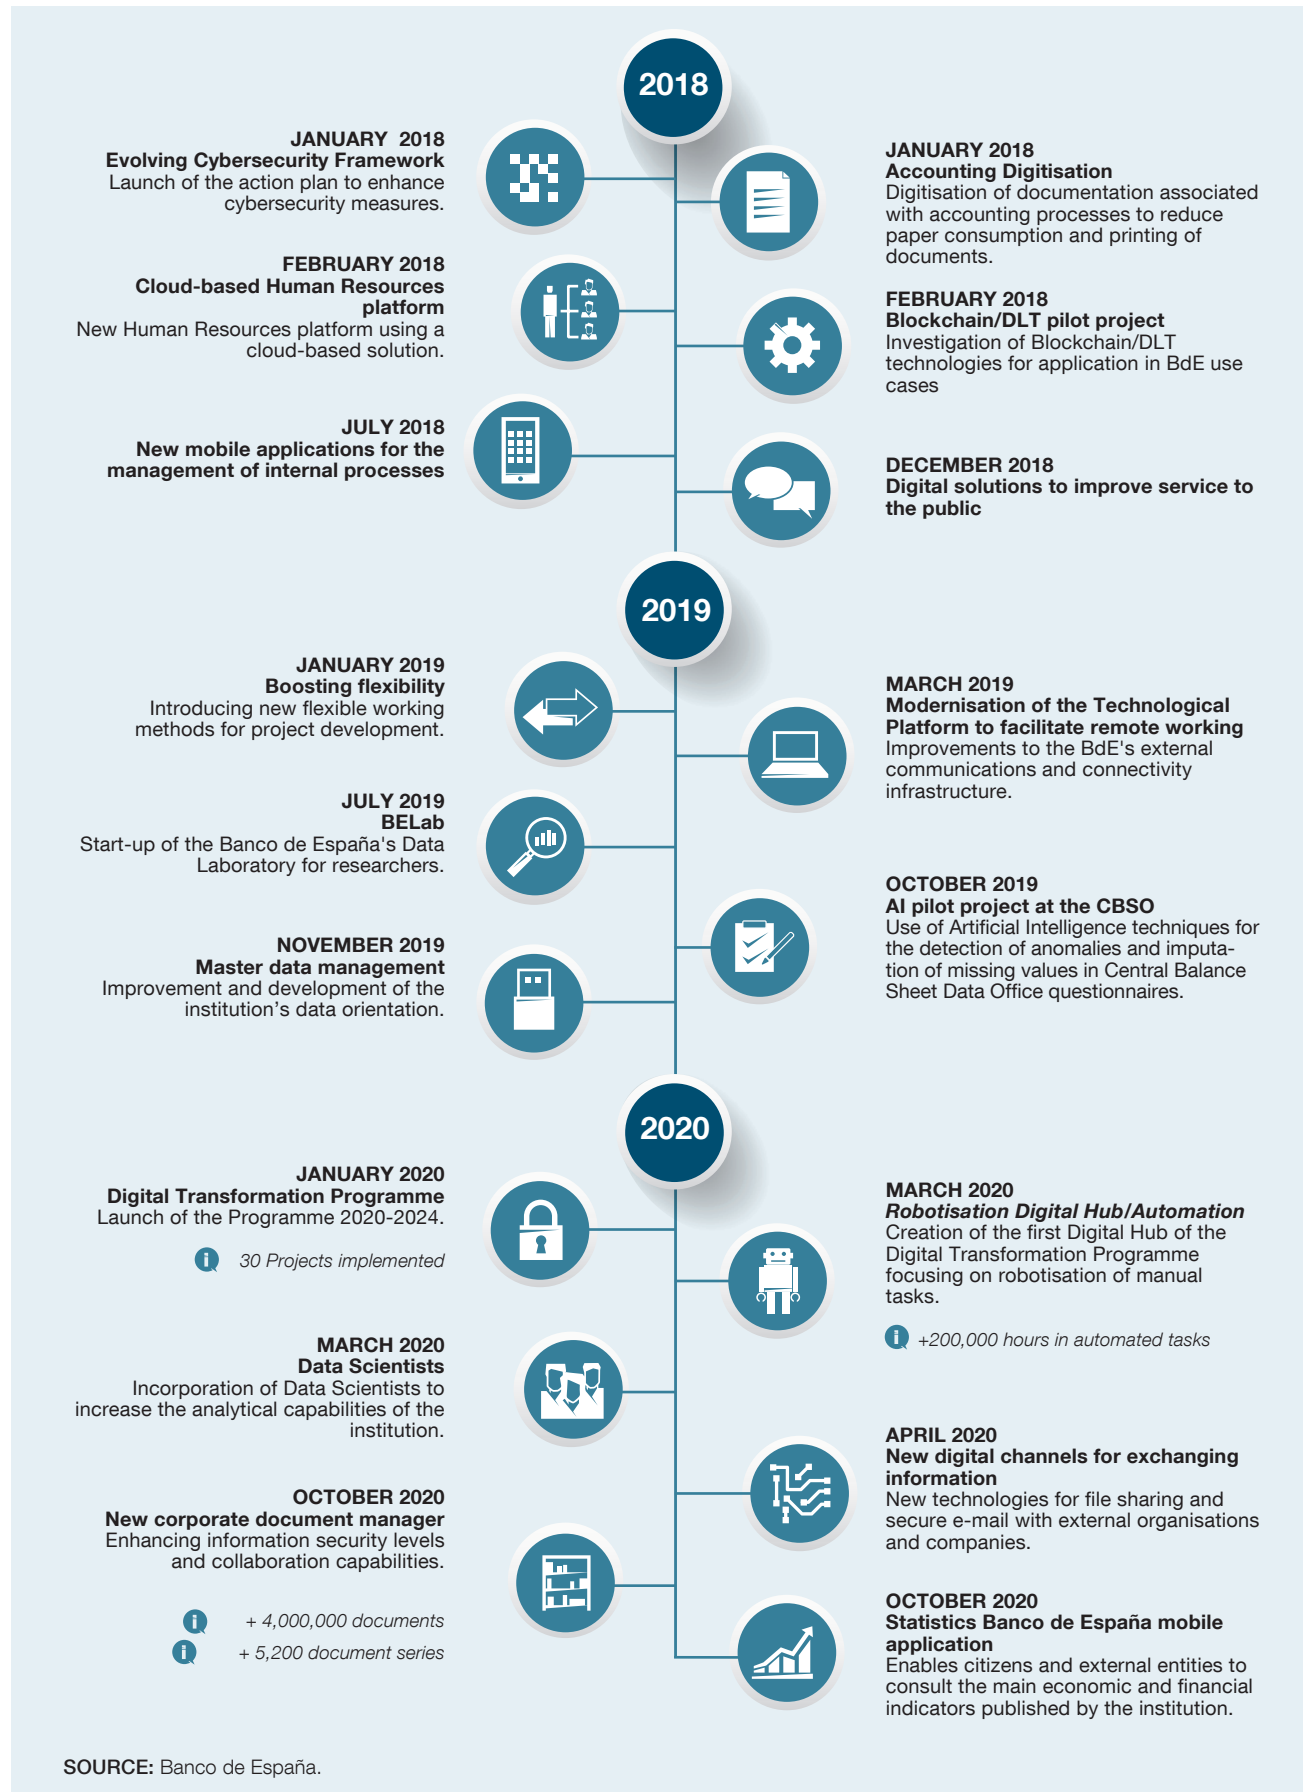 2018
JANUARY 2018
Evolving Cybersecurity Framework
Launch of the action plan to enhance
cybersecurity measures.
JANUARY 2018
Accounting Digitisation
Digitisation of documentation associated
with accounting processes to reduce
paper consumption and printing of
documents.
FEBRUARY 2018
Cloud-based Human Resources
platform
New Human Resources platform using a
cloud-based solution.
FEBRUARY 2018
Blockchain/DLT pilot project
Investigation of Blockchain/DLT
technologies for application in BdE use
cases
JULY 2018
New mobile applications for the
management of internal processes
DECEMBER 2018
Digital solutions to improve service to
the public
2019
JANUARY 2019
Boosting flexibility
Introducing new flexible working
methods for project development.
MARCH 2019
Modernisation of the Technological
Platform to facilitate remote working
Improvements to the BdE's external
communications and connectivity
infrastructure.
JULY 2019
BELab
Start-up of the Banco de España's Data
Laboratory for researchers.
OCTOBER 2019
AI pilot project at the CBSO
Use of Artificial Intelligence techniques for
the detection of anomalies and imputa-
tion of missing values in Central Balance
Sheet Data Office questionnaires.
NOVEMBER 2019
Master data management
Improvement and development of the
institution’s data orientation.
2020
JANUARY 2020
Digital Transformation Programme
Launch of the Programme 2020-2024.
i 30 Projects implemented
MARCH 2020
Robotisation Digital Hub/Automation
Creation of the first Digital Hub of the
Digital Transformation Programme
focusing on robotisation of manual
tasks.
i +200,000 hours in automated tasks
MARCH 2020
Data Scientists
Incorporation of Data Scientists to
increase the analytical capabilities of the
institution.
APRIL 2020
New digital channels for exchanging
information
New technologies for file sharing and
secure e-mail with external organisations
and companies.
OCTOBER 2020
New corporate document manager
Enhancing information security levels
and collaboration capabilities.
i + 4,000,000 documents
i + 5,200 document series
OCTOBER 2020
Statistics Banco de España mobile
application
Enables citizens and external entities to
consult the main economic and financial
indicators published by the institution.
SOURCE: Banco de España.